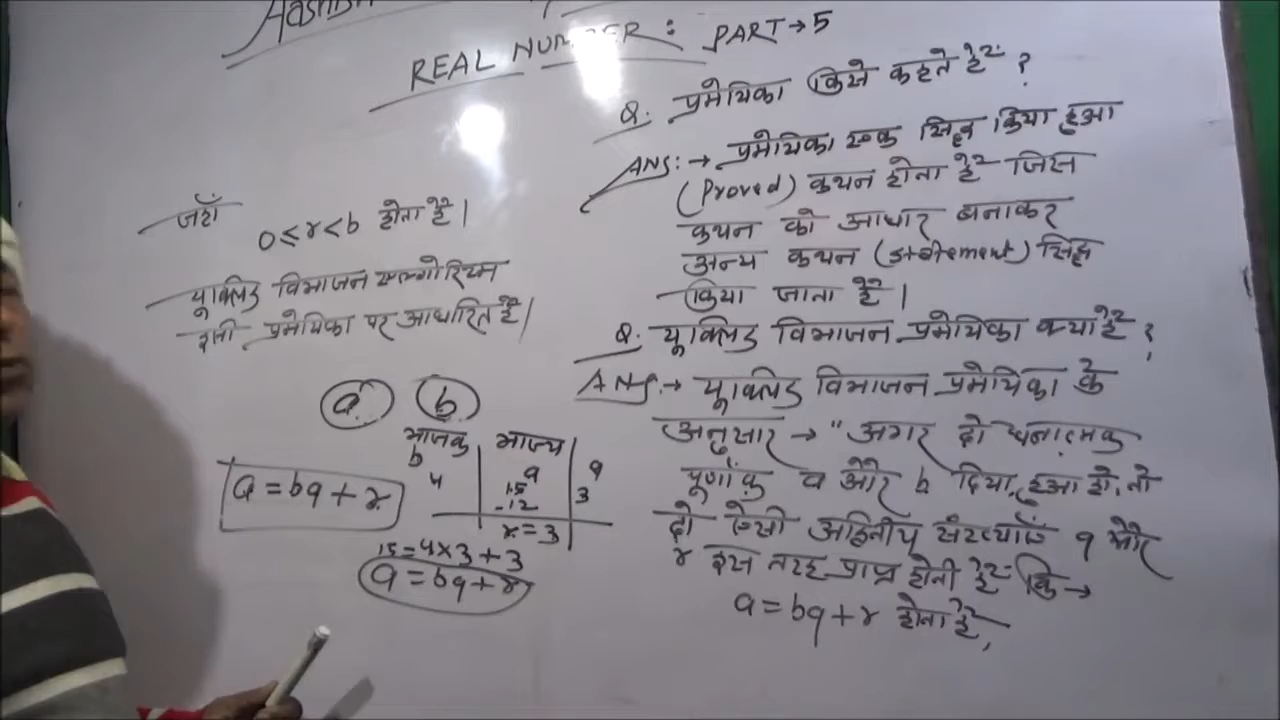 REAL NUMBER: PART→5
Q. प्रमेयिका किसे कहते हैं ?
ANS:→ प्रमेयिका एक सिद्ध किया हुआ
(Proved) कथन होता है जिस
कथन को आधार बनाकर
अन्य कथन (statement) सिद्ध
किया जाता है।
Q. यूक्लिड विभाजन प्रमेयिका क्या है ?
ANS.→ यूक्लिड विभाजन प्रमेयिका के
अनुसार → "अगर दो धनात्मक
पूर्णांक a और b दिया हुआ हो, तो
दो ऐसी अद्वितीय संख्याएँ q और
r इस तरह प्राप्त होती है कि →
a = bq + r होता है,
जहाँ
0 ≤ r < b होता है।
यूक्लिड विभाजन एल्गोरिथ्म
इसी प्रमेयिका पर आधारित है।
a b
भाजक भाज्य
b a q
4 15 3
-12
r = 3
a = bq + r
15 = 4×3 + 3
a = bq + r